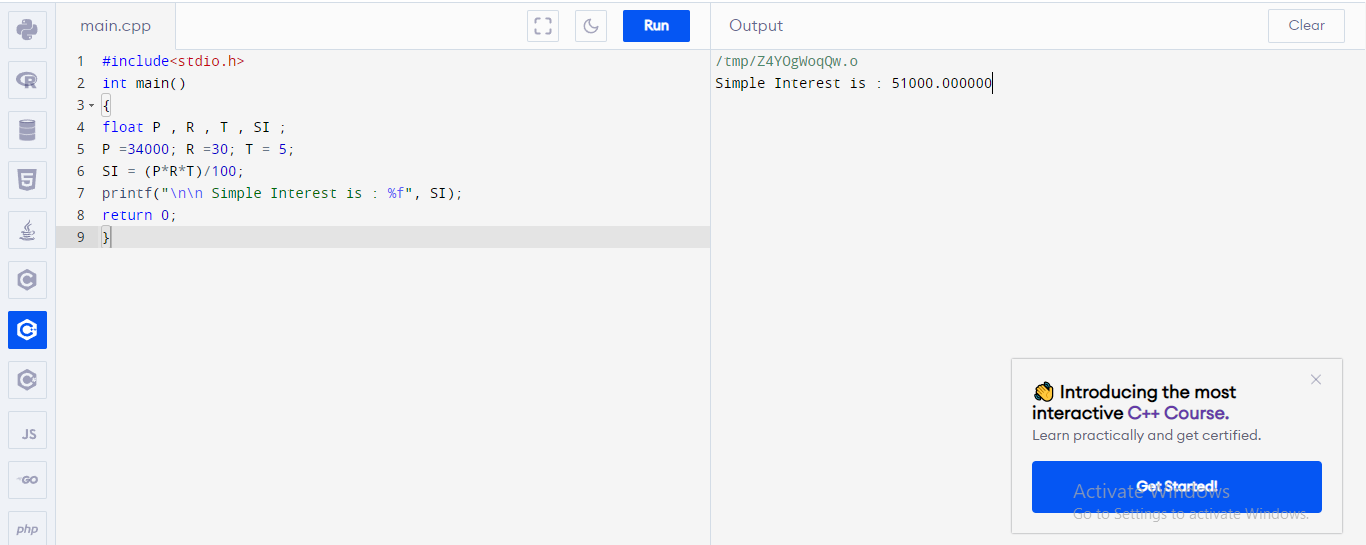 main.cpp
Run
Output
Clear
1 #include<stdio.h>
2 int main()
3 {
4 float P , R , T , SI ;
5 P =34000; R =30; T = 5;
6 SI = (P*R*T)/100;
7 printf("\n\n Simple Interest is : %f", SI);
8 return 0;
9 }
/tmp/Z4YOgWoqQw.o
Simple Interest is : 51000.000000
R
5
C
C
C
JS
GO
php
👏 Introducing the most
interactive C++ Course.
Learn practically and get certified.
Get Started!
Activate Windows
Go to Settings to activate Windows.